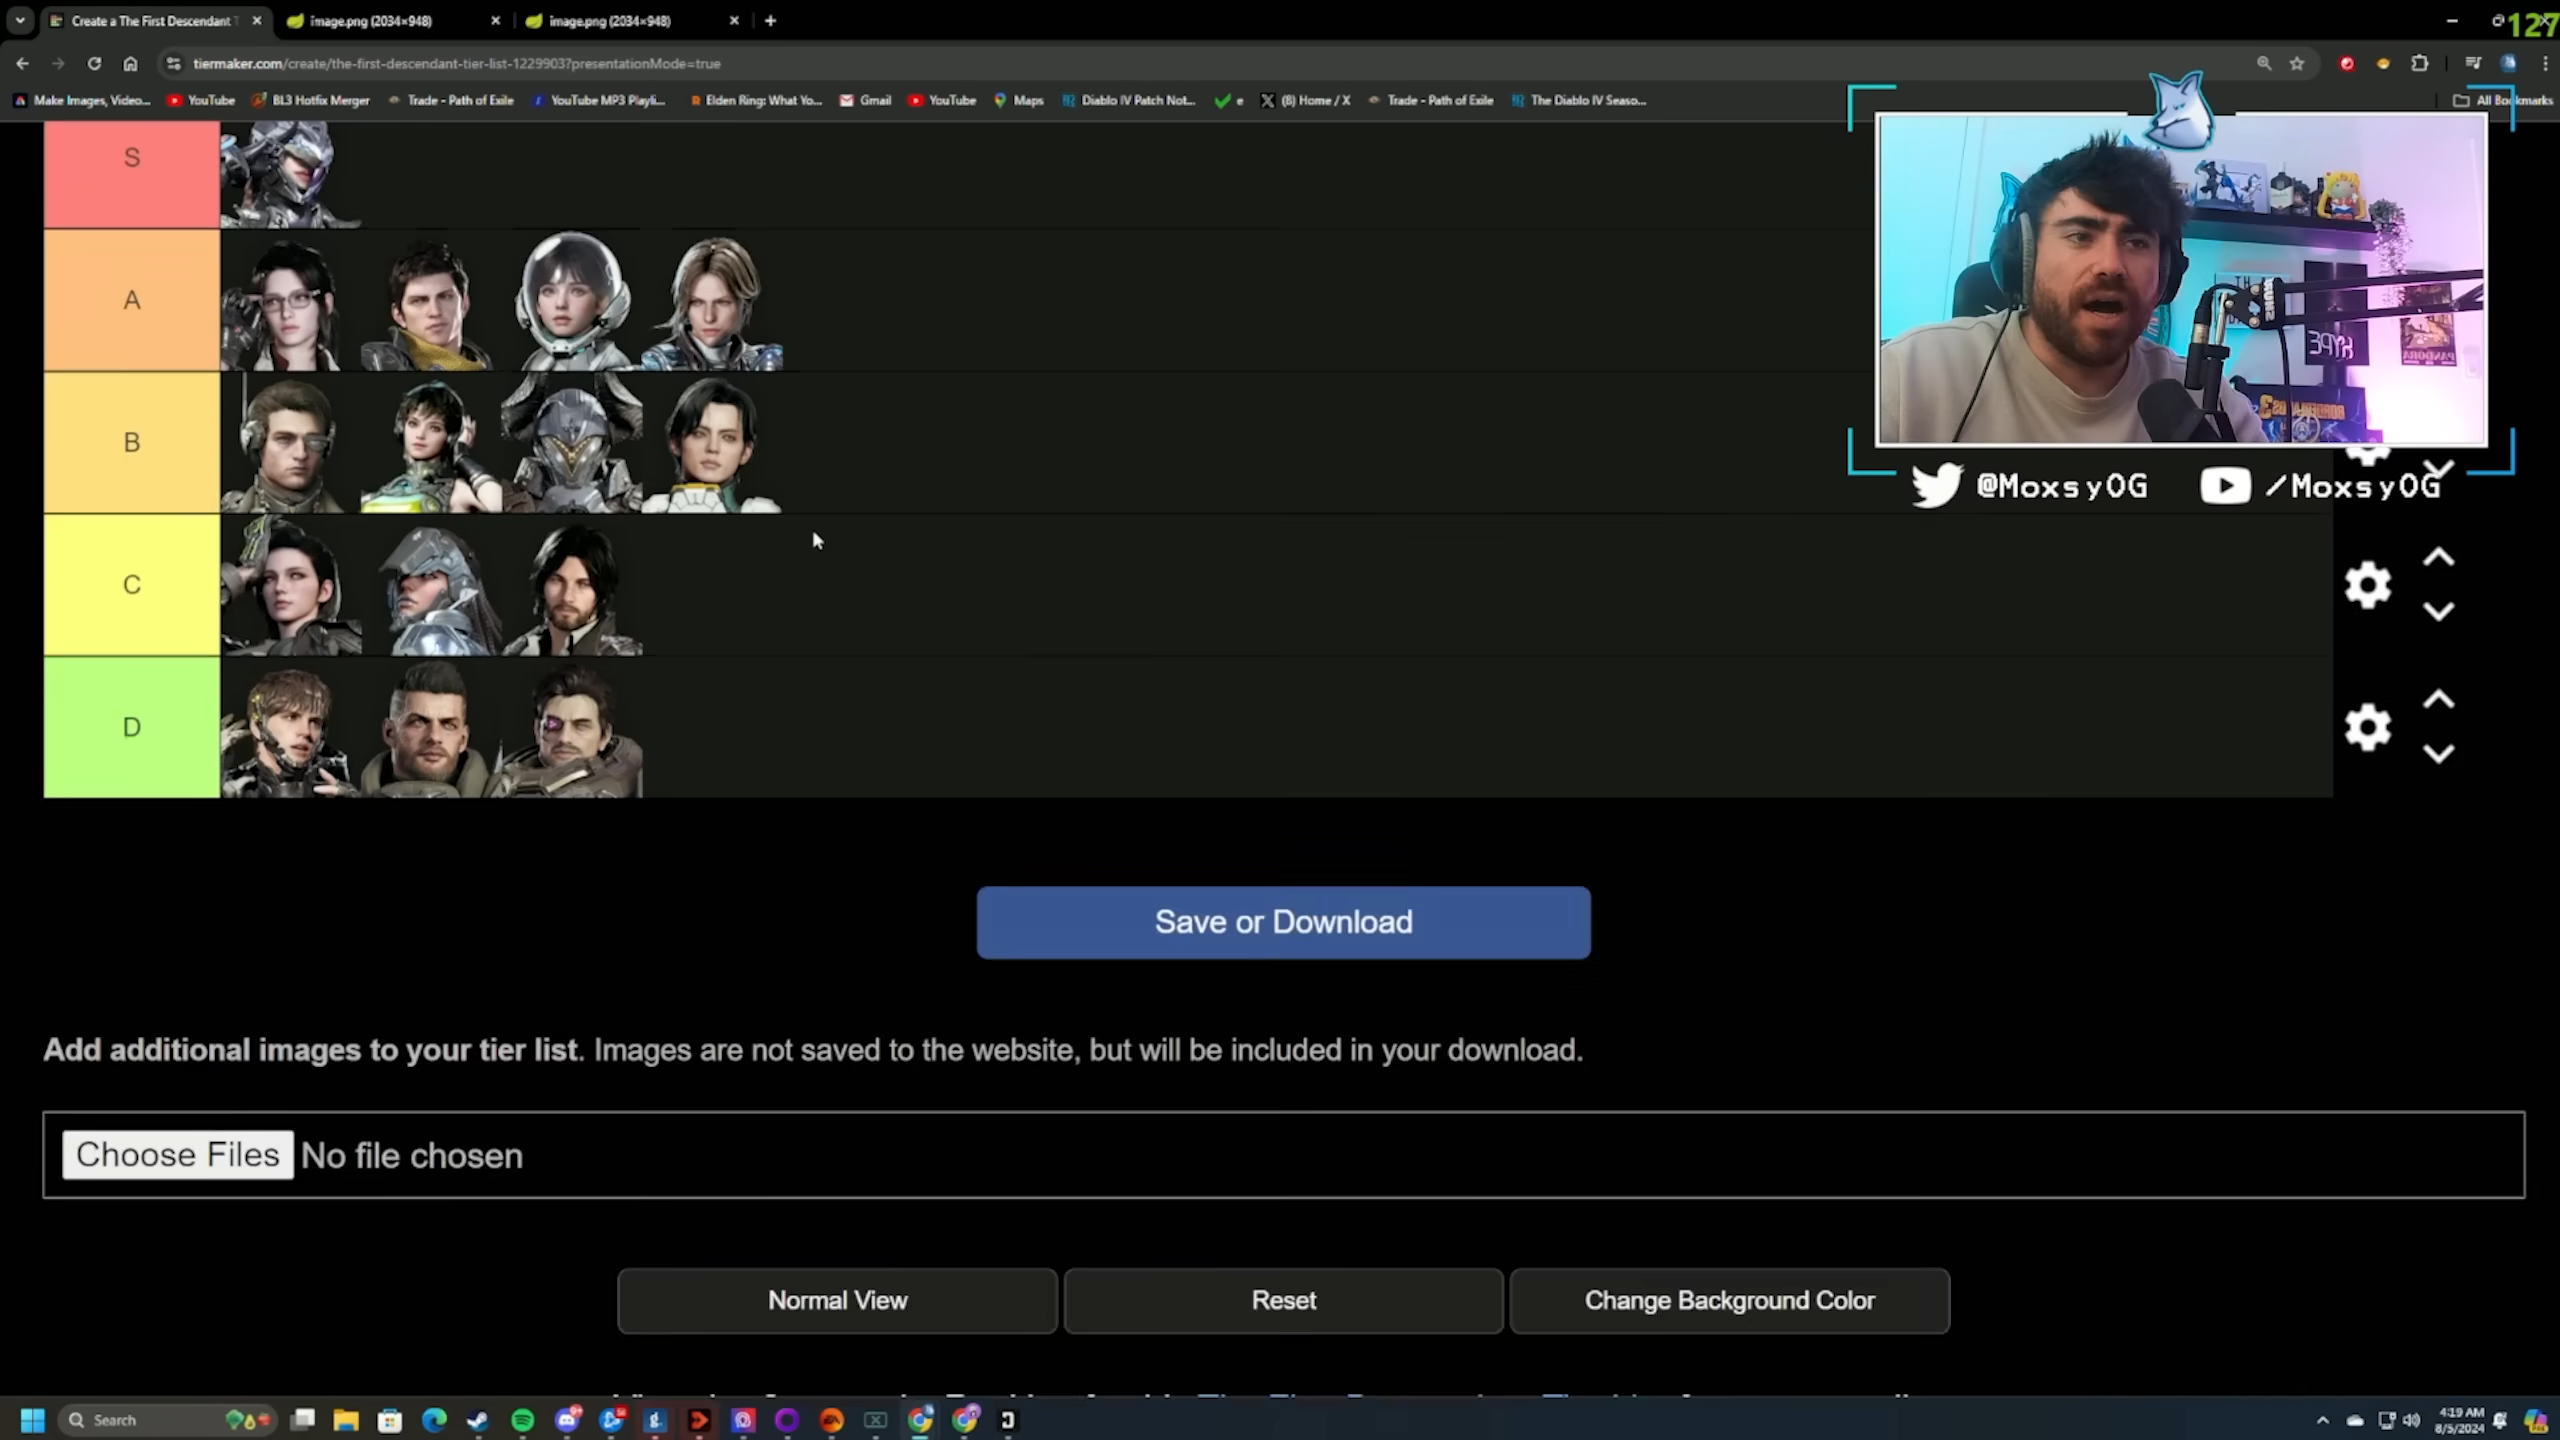 Create a The First Descendant T
image.png (2034×948)
image.png (2034×948)
127
tiermaker.com/create/the-first-descendant-tier-list-1229903?presentationMode=true
Make Images, Video...
YouTube
BL3 Hotfix Merger
Trade - Path of Exile
YouTube MP3 Playli...
Elden Ring: What Yo...
Gmail
YouTube
Maps
Diablo IV Patch Not...
e
(8) Home / X
Trade - Path of Exile
The Diablo IV Seaso...
All Bookmarks
S
A
B
C
D
HYPE
PANDORA
BORDERLANDS 3
@MoxsyOG
/MoxsyOG
Save or Download
Add additional images to your tier list. Images are not saved to the website, but will be included in your download.
Choose Files No file chosen
Normal View
Reset
Change Background Color
Search
4:19 AM
8/5/2024